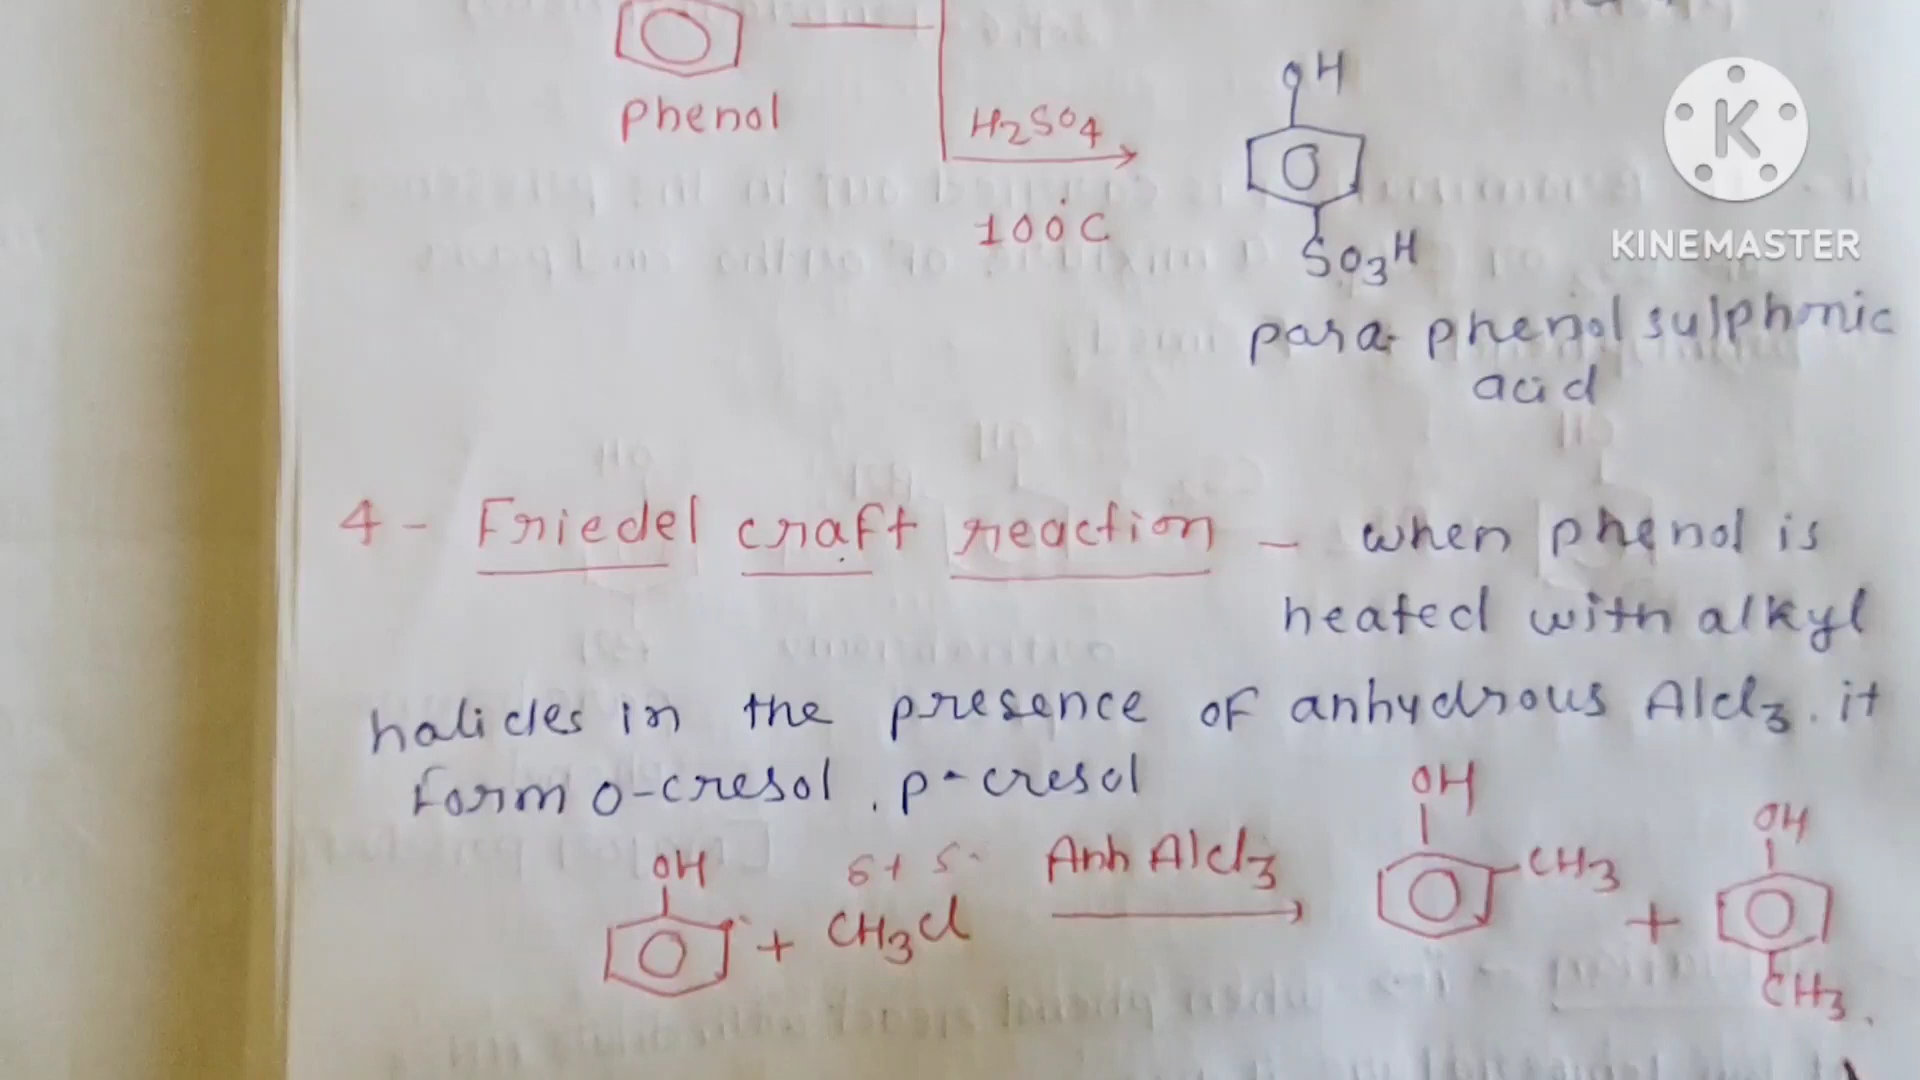 OH
phenol
H2SO4
100°C
SO3H
para- phenol sulphonic
acid
KINEMASTER
4 - Friedel craft reaction - when phenol is
heated with alkyl
halides in the presence of anhydrous AlCl3. it
form o-cresol . p-cresol
OH
δ+ δ-
Anh AlCl3
+ CH3Cl
OH
CH3
+
OH
CH3.